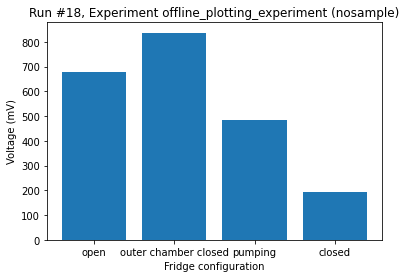 Run #18, Experiment offline_plotting_experiment (nosample)
Voltage (mV)
800
700
600
500
400
300
200
100
0
open outer chamber closed pumping closed
Fridge configuration